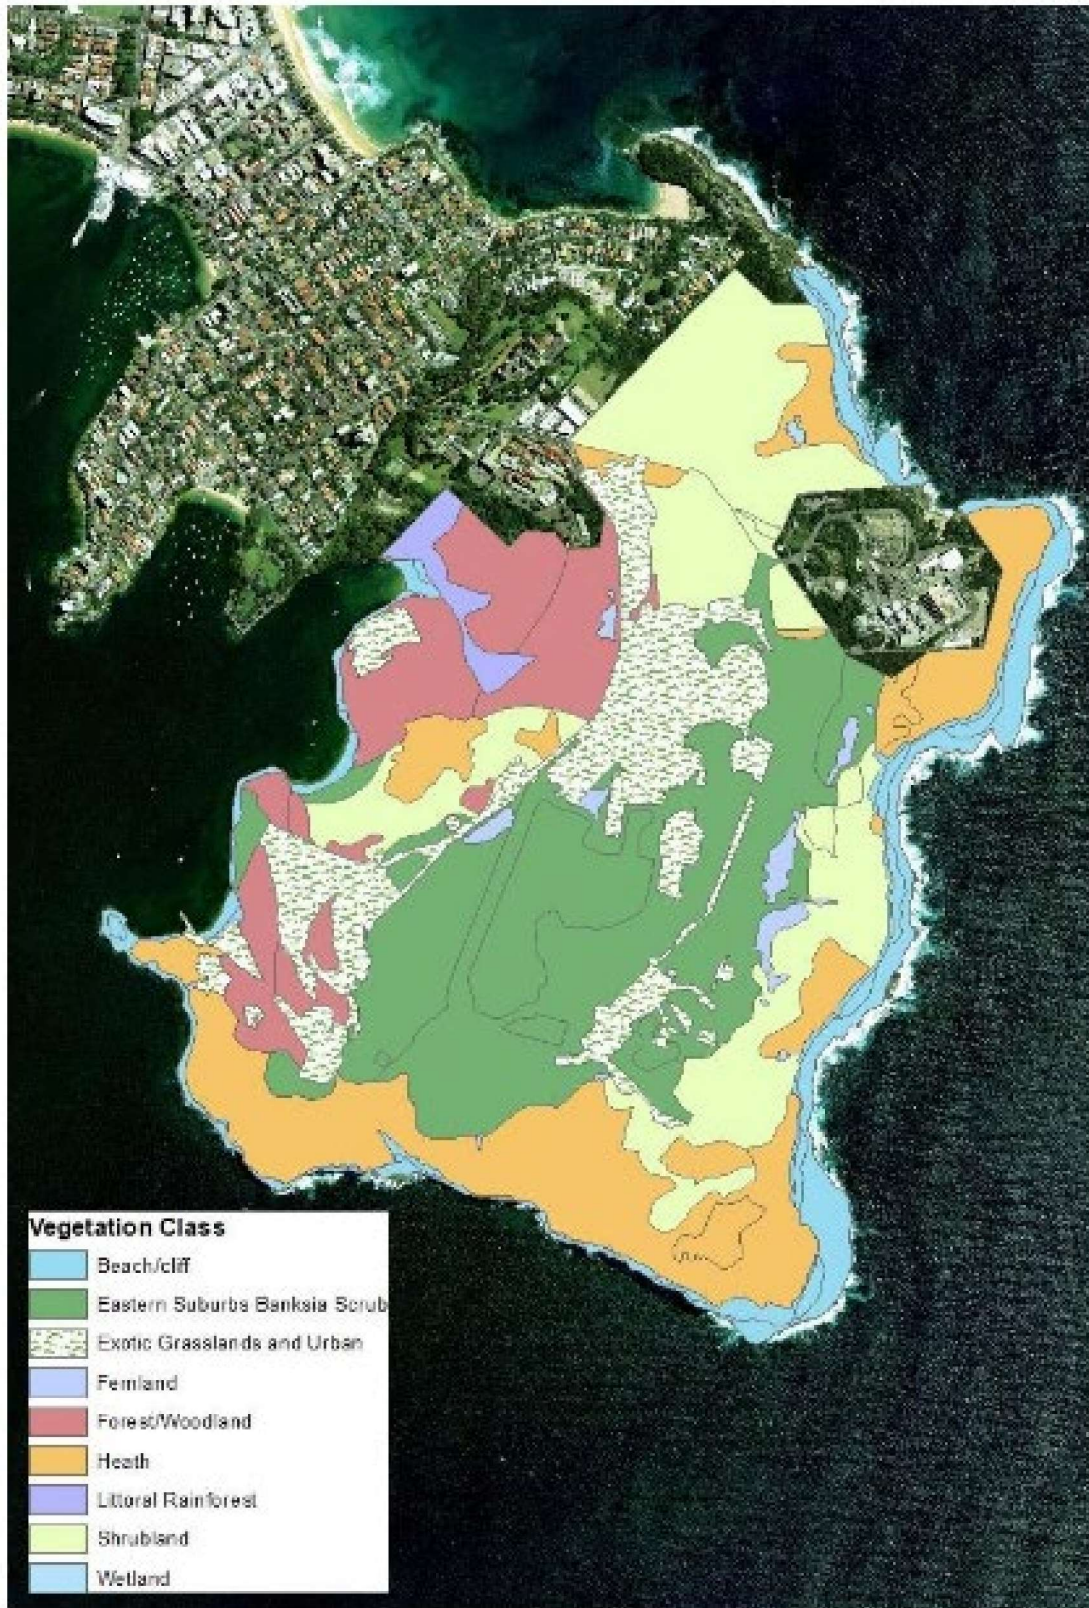 Vegetation Class
Beach/cliff
Eastern Suburbs Banksia Scrub
Exotic Grasslands and Urban
Fernland
Forest/Woodland
Heath
Littoral Rainforest
Shrubland
Wetland